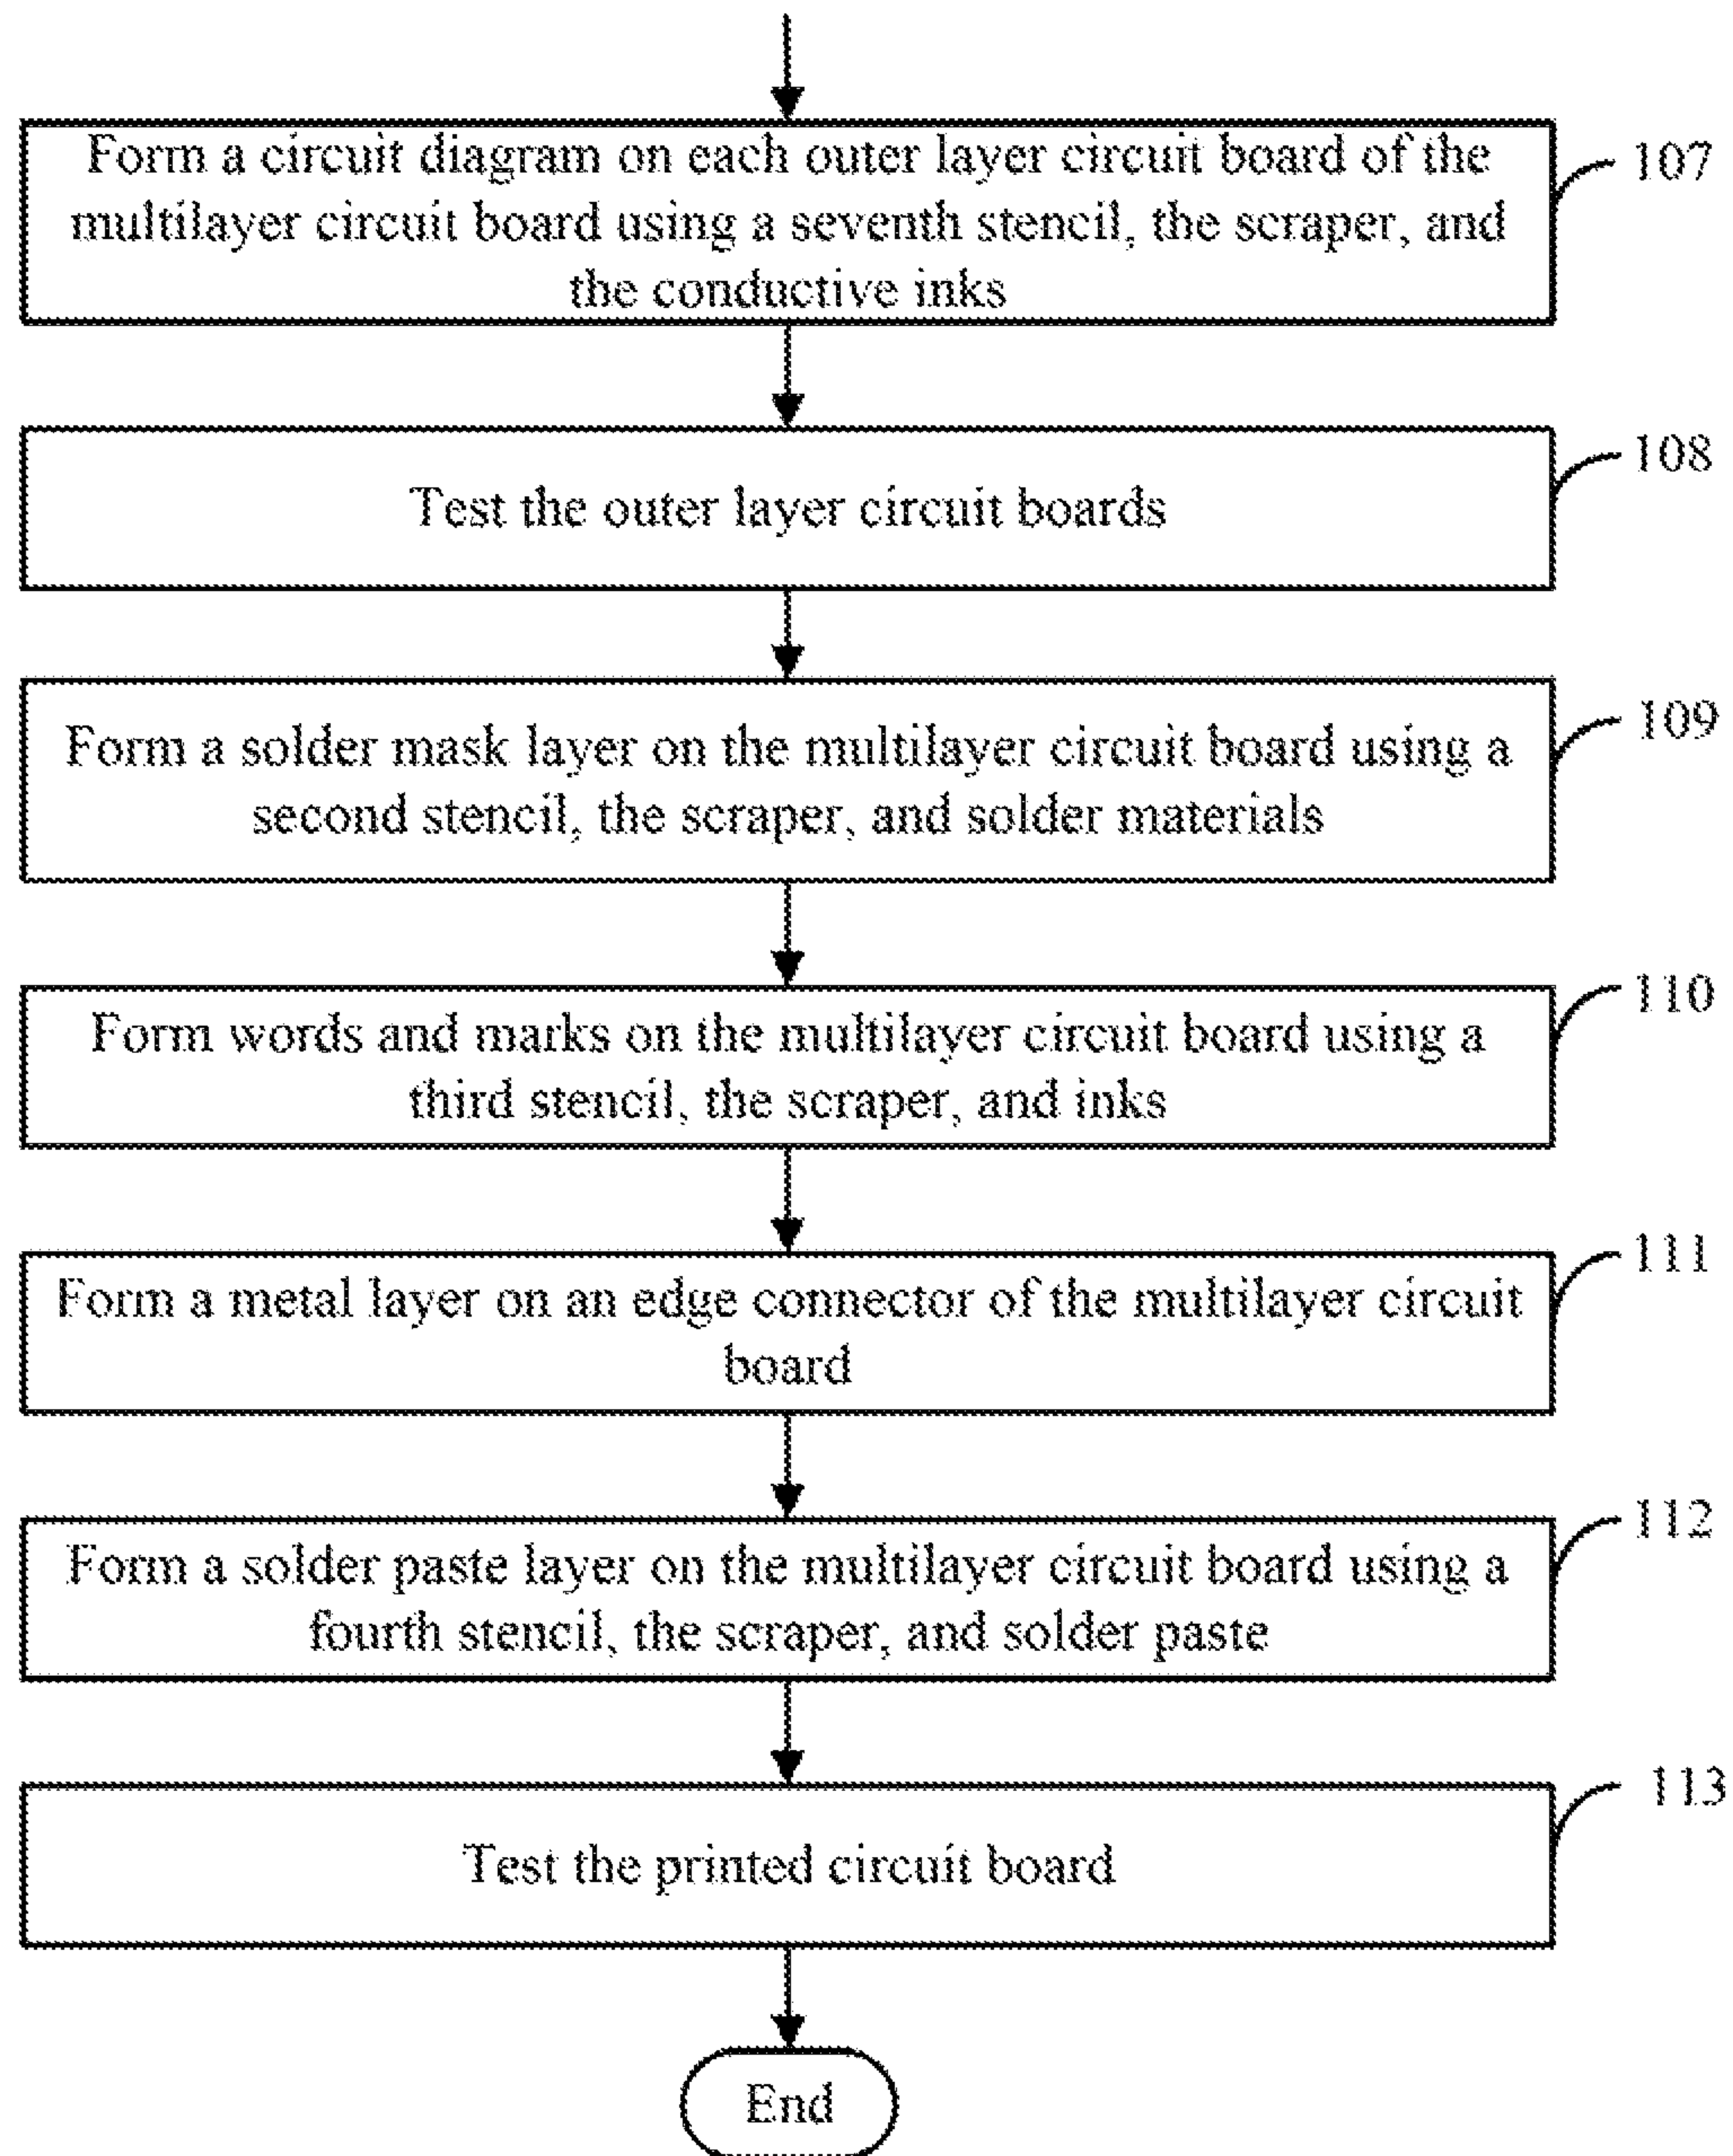 Form a circuit diagram on each outer layer circuit board of the
multilayer circuit board using a seventh stencil, the scraper, and
the conductive inks
107
Test the outer layer circuit boards
108
Form a solder mask layer on the multilayer circuit board using a
second stencil, the scraper, and solder materials
109
Form words and marks on the multilayer circuit board using a
third stencil, the scraper, and inks
110
Form a metal layer on an edge connector of the multilayer circuit
board
111
Form a solder paste layer on the multilayer circuit board using a
fourth stencil, the scraper, and solder paste
112
Test the printed circuit board
113
End